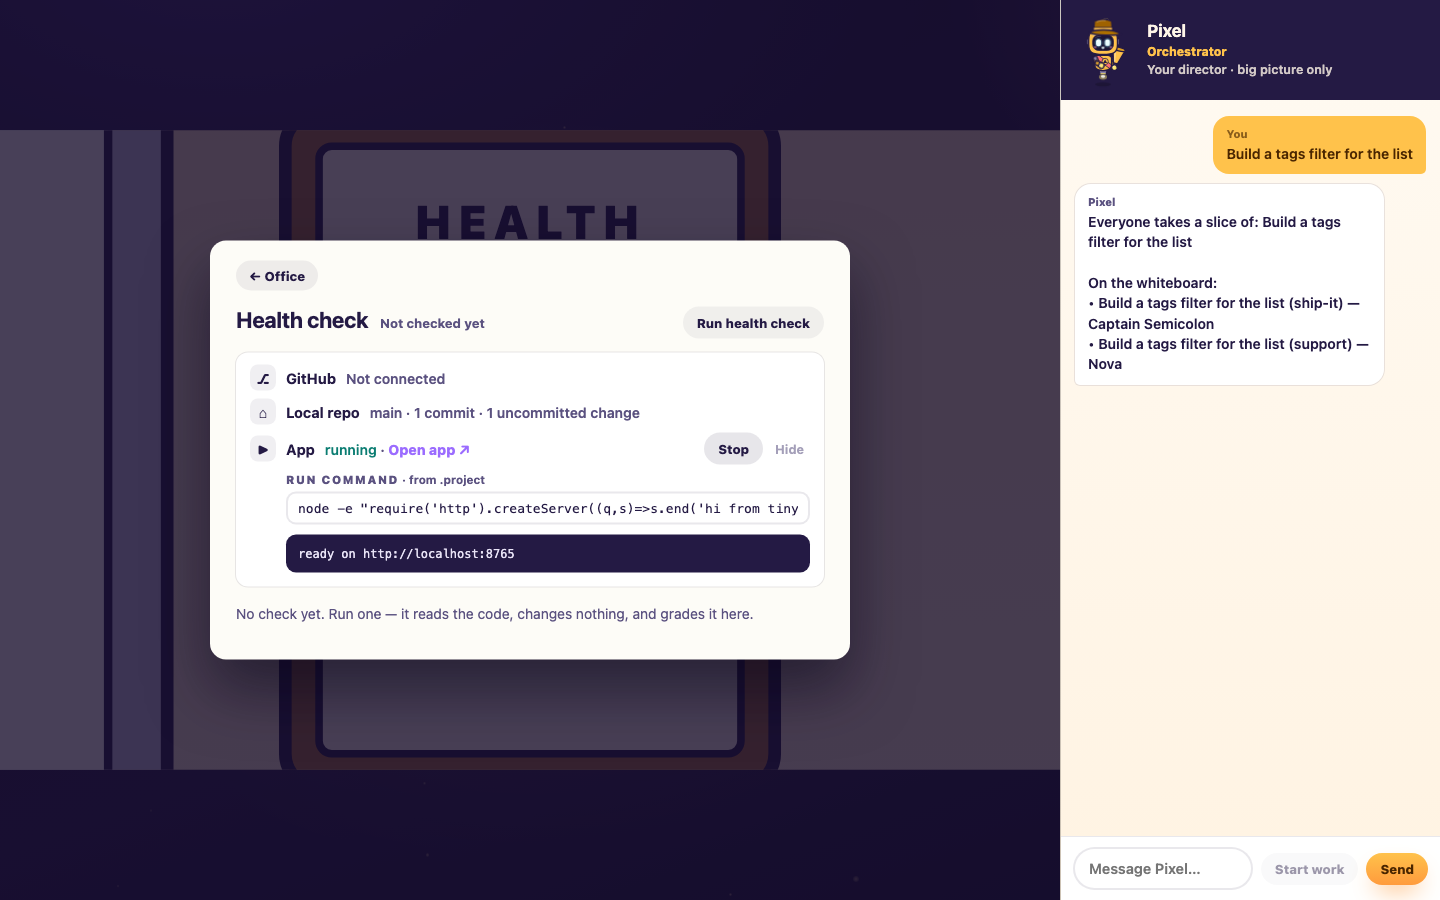 HEALTH
← Office
Health check Not checked yet
Run health check
GitHub Not connected
Local repo main · 1 commit · 1 uncommitted change
App running · Open app ↗
Stop
Hide
RUN COMMAND · from .project
node -e "require('http').createServer((q,s)=>s.end('hi from tiny
ready on http://localhost:8765
No check yet. Run one — it reads the code, changes nothing, and grades it here.
Pixel
Orchestrator
Your director · big picture only
You
Build a tags filter for the list
Pixel
Everyone takes a slice of: Build a tags
filter for the list
On the whiteboard:
• Build a tags filter for the list (ship-it) —
Captain Semicolon
• Build a tags filter for the list (support) —
Nova
Message Pixel...
Start work
Send